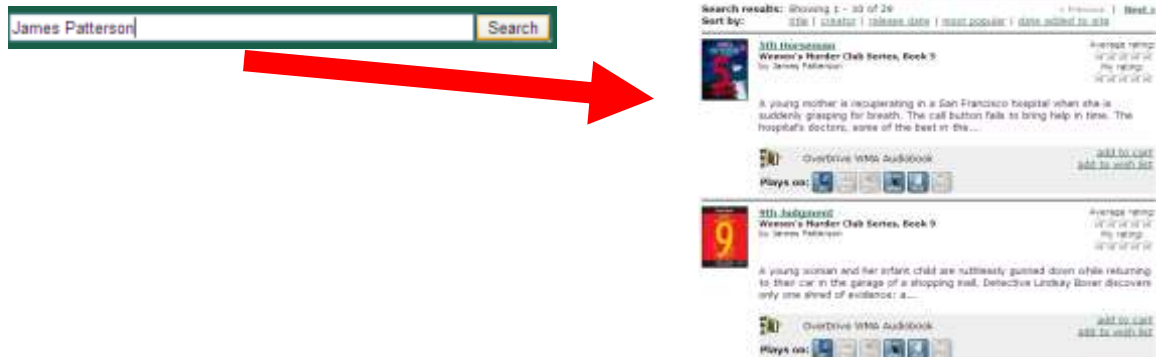 James Patterson
Search
Search results: Showing 1 - 10 of 29
Next »
Sort by: title | creator | release date | most popular | date added to site
5th Horseman
Women's Murder Club Series, Book 5
by James Patterson
Average rating:
My rating:
A young mother is recuperating in a San Francisco hospital when she is
suddenly grasping for breath. The call button fails to bring help in time. The
hospital's doctors, some of the best in the...
OverDrive WMA Audiobook
add to cart
add to wish list
Plays on:
9
9th Judgment
Women's Murder Club Series, Book 9
by James Patterson
Average rating:
My rating:
A young woman and her infant child are ruthlessly gunned down while returning
to their car in the garage of a shopping mall. Detective Lindsay Boxer discovers
only one shred of evidence: a...
OverDrive WMA Audiobook
add to cart
add to wish list
Plays on: